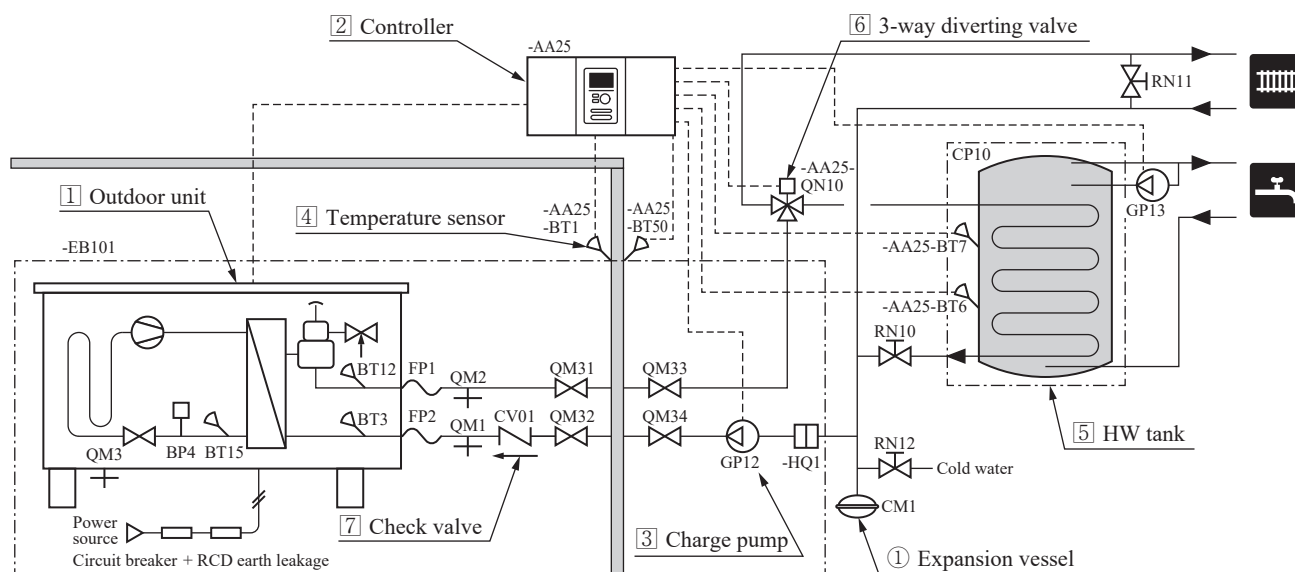 6 3-way diverting valve
2 Controller
-AA25
RN11
-AA25-
QN10
CP10
GP13
1 Outdoor unit
4 Temperature sensor
-AA25
-BT1
-AA25
-BT50
-EB101
-AA25-BT7
-AA25-BT6
RN10
BT12
FP1
QM2
QM31
QM33
BT3
FP2
QM1
CV01
QM32
QM34
QM3
BP4
BT15
GP12
-HQ1
RN12
Cold water
5 HW tank
CM1
Power
source
7 Check valve
3 Charge pump
Circuit breaker + RCD earth leakage
① Expansion vessel